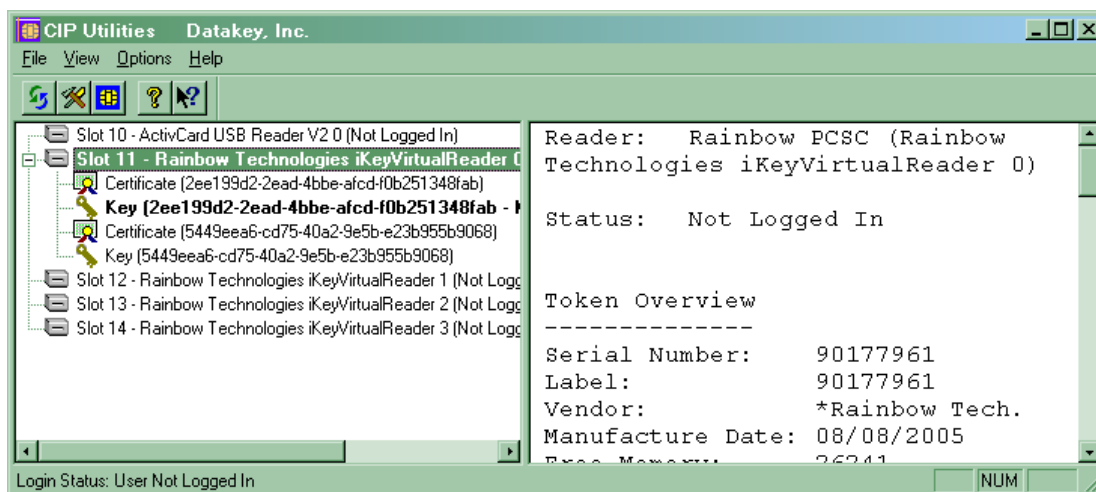 CIP Utilities Datakey, Inc.
File View Options Help
Slot 10 - ActivCard USB Reader V2 0 (Not Logged In)
Slot 11 - Rainbow Technologies iKeyVirtualReader 0
Certificate (2ee199d2-2ead-4bbe-afcd-f0b251348fab)
Key (2ee199d2-2ead-4bbe-afcd-f0b251348fab -
Certificate (5449eea6-cd75-40a2-9e5b-e23b955b9068)
Key (5449eea6-cd75-40a2-9e5b-e23b955b9068)
Slot 12 - Rainbow Technologies iKeyVirtualReader 1 (Not Logg
Slot 13 - Rainbow Technologies iKeyVirtualReader 2 (Not Logg
Slot 14 - Rainbow Technologies iKeyVirtualReader 3 (Not Logg
Reader: Rainbow PCSC (Rainbow
Technologies iKeyVirtualReader 0)
Status: Not Logged In
Token Overview
--------------
Serial Number: 90177961
Label: 90177961
Vendor: *Rainbow Tech.
Manufacture Date: 08/08/2005
Login Status: User Not Logged In
NUM